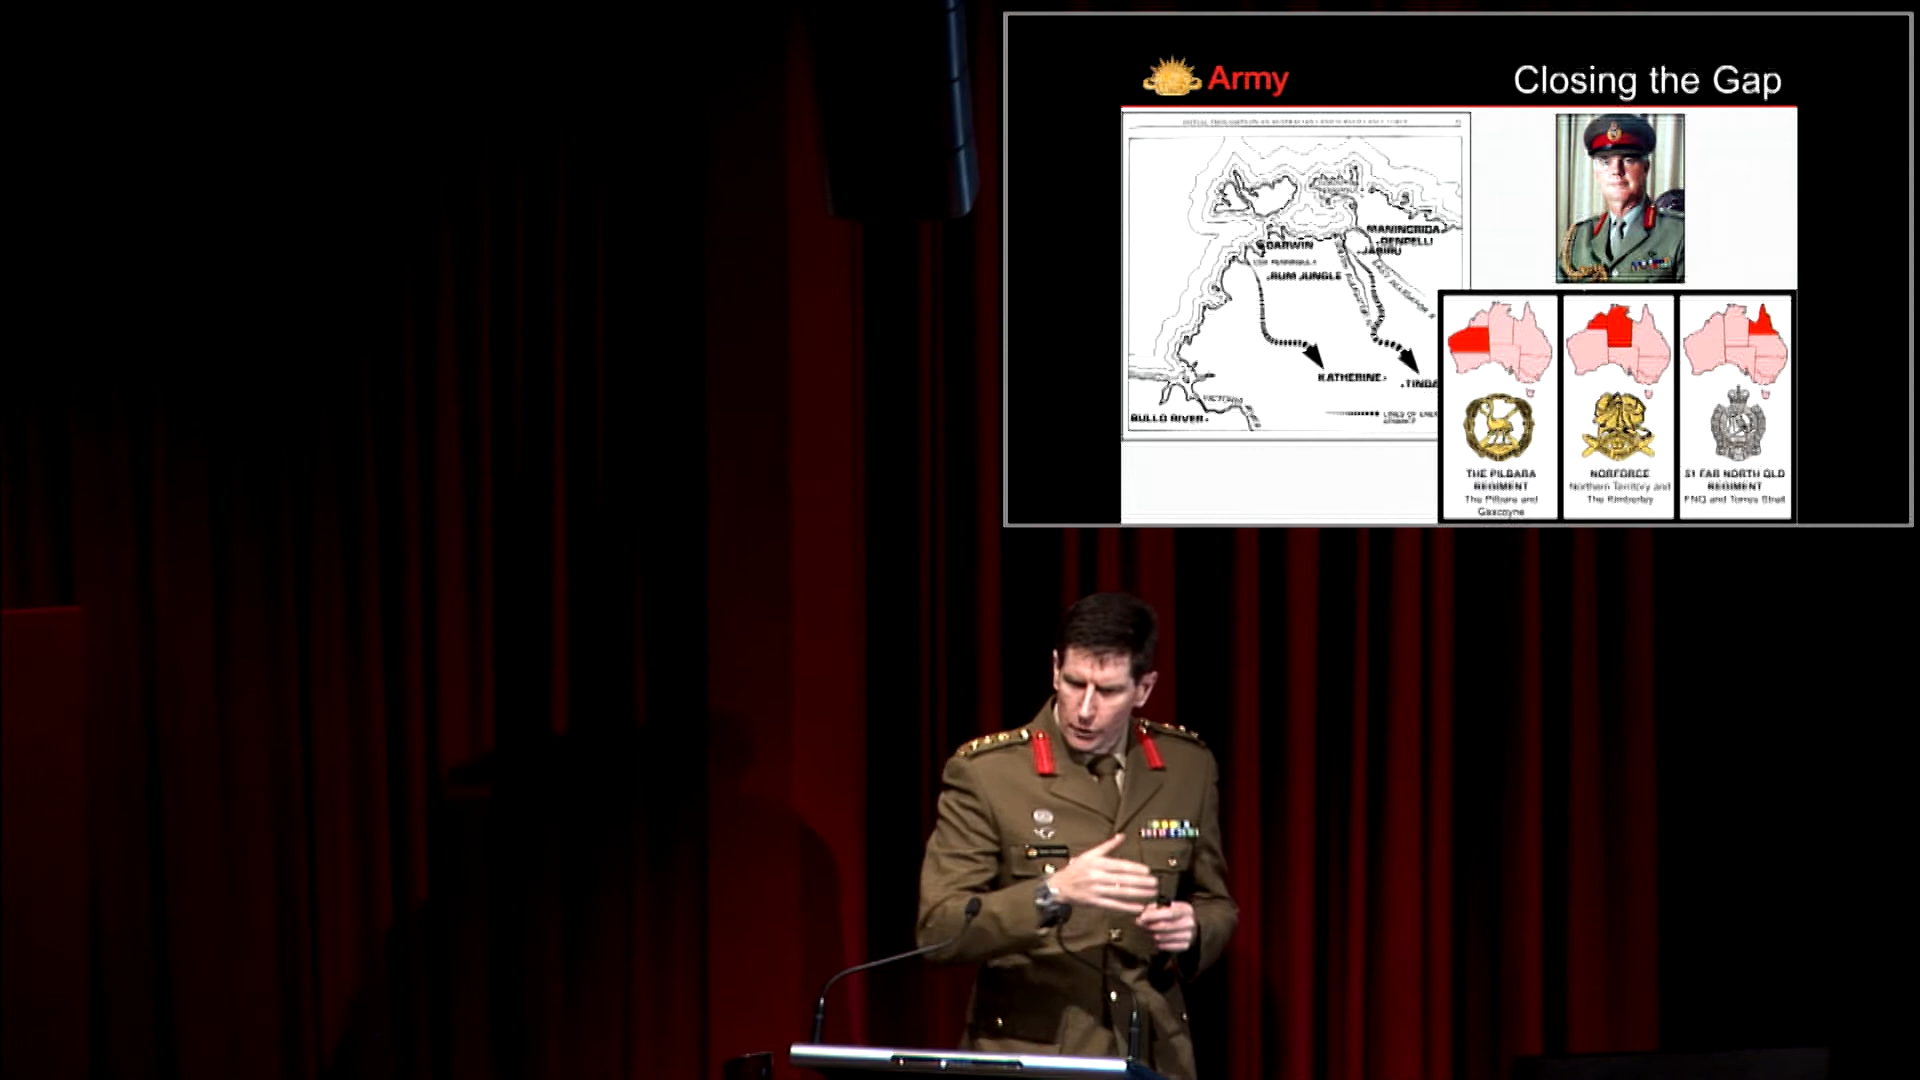 Army
Closing the Gap
DARWIN
RUM JUNGLE
MANINGRIDA
OENPELLI
JABIRU
KATHERINE
BULLO RIVER
THE PILBARA
REGIMENT
The Pilbara and
Gascoyne
NORFORCE
Northern Territory and
The Kimberley
51 FAR NORTH QLD
REGIMENT
FNQ and Torres Strait